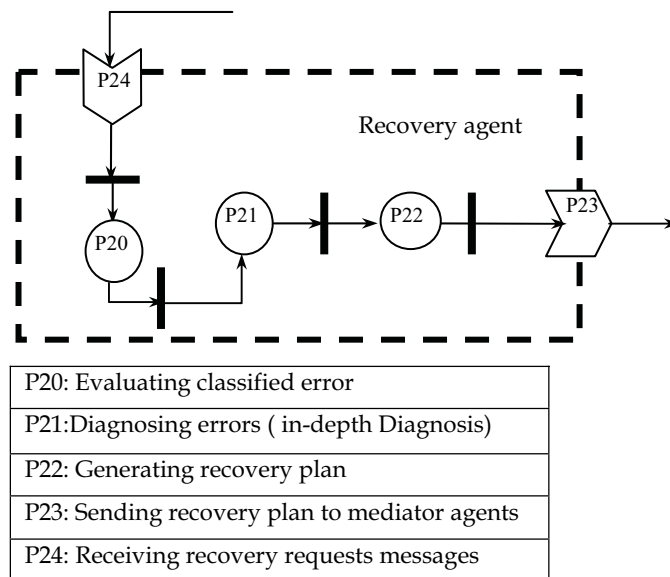 P24
Recovery agent
P20
P21
P22
P23
P20: Evaluating classified error
P21:Diagnosing errors ( in-depth Diagnosis)
P22: Generating recovery plan
P23: Sending recovery plan to mediator agents
P24: Receiving recovery requests messages